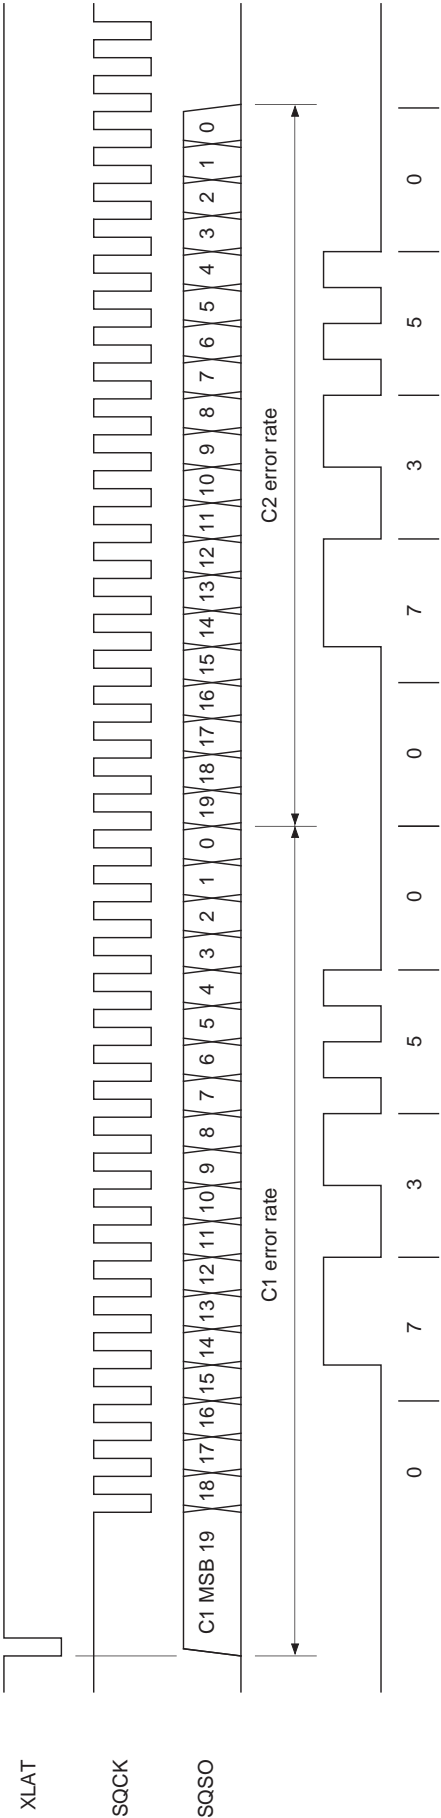 XLAT
SQCK
SQSO
C1 MSB 19 18 17 16 15 14 13 12 11 10 9 8 7 6 5 4 3 2 1 0 19 18 17 16 15 14 13 12 11 10 9 8 7 6 5 4 3 2 1 0
C1 error rate
C2 error rate
0 7 3 5 0 0 7 3 5 0